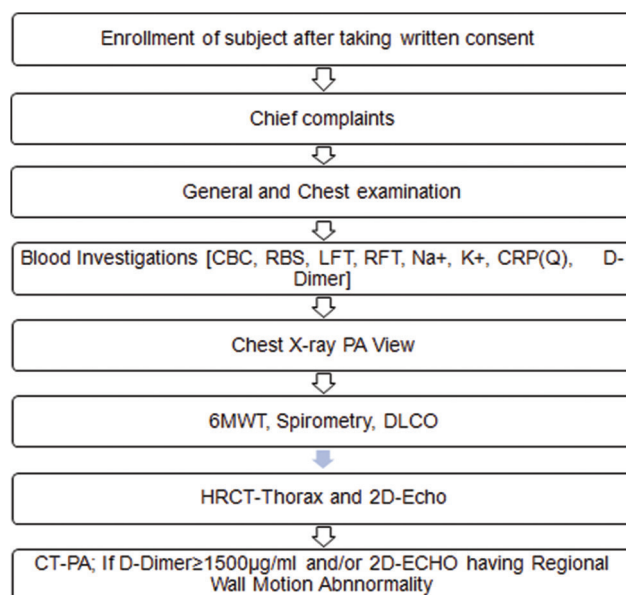 Enrollment of subject after taking written consent
Chief complaints
General and Chest examination
Blood Investigations [CBC, RBS, LFT, RFT, Na+, K+, CRP(Q), D-
Dimer]
Chest X-ray PA View
6MWT, Spirometry, DLCO
HRCT-Thorax and 2D-Echo
CT-PA; If D-Dimer≥1500µg/ml and/or 2D-ECHO having Regional
Wall Motion Abnnormality